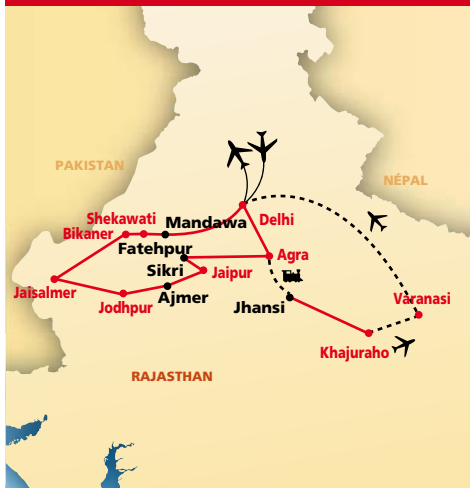 PAKISTAN
NÉPAL
Shekawati
Mandawa
Delhi
Bikaner
Fatehpur
Sikri
Agra
Jaipur
Jaisalmer
Ajmer
Jodhpur
Jhansi
Varanasi
Khajuraho
RAJASTHAN